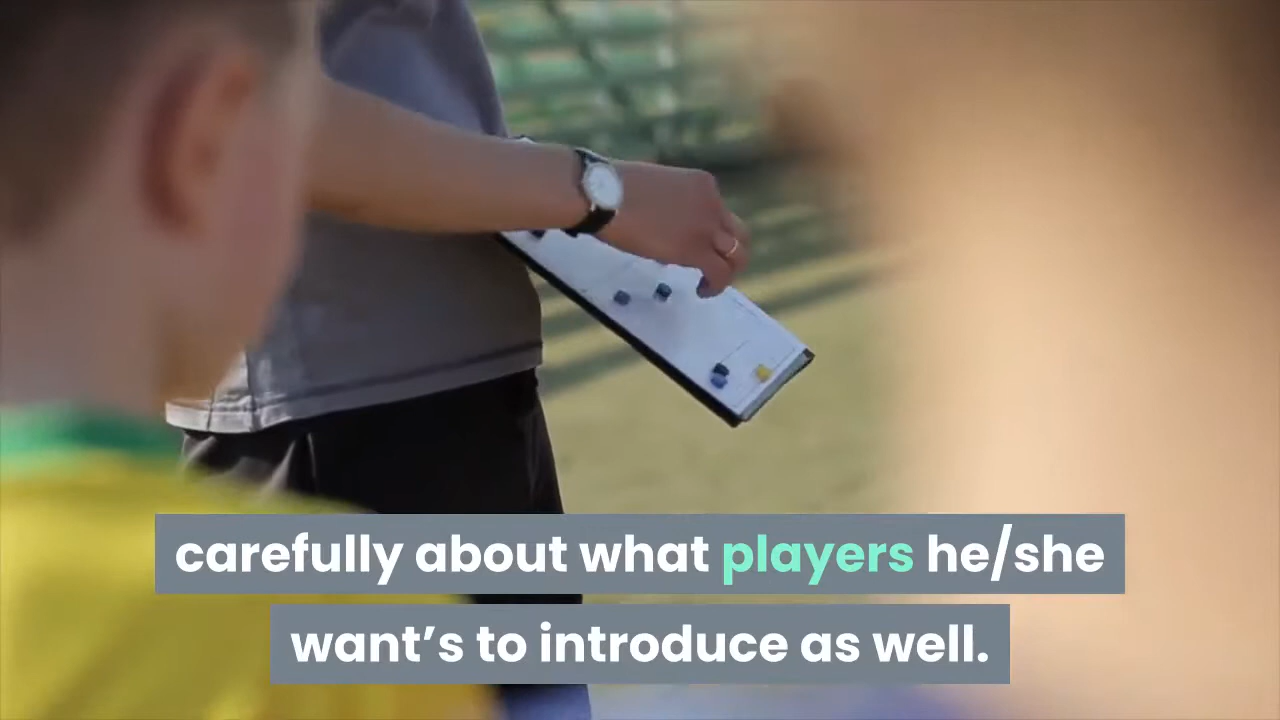 carefully about what players he/she
want’s to introduce as well.